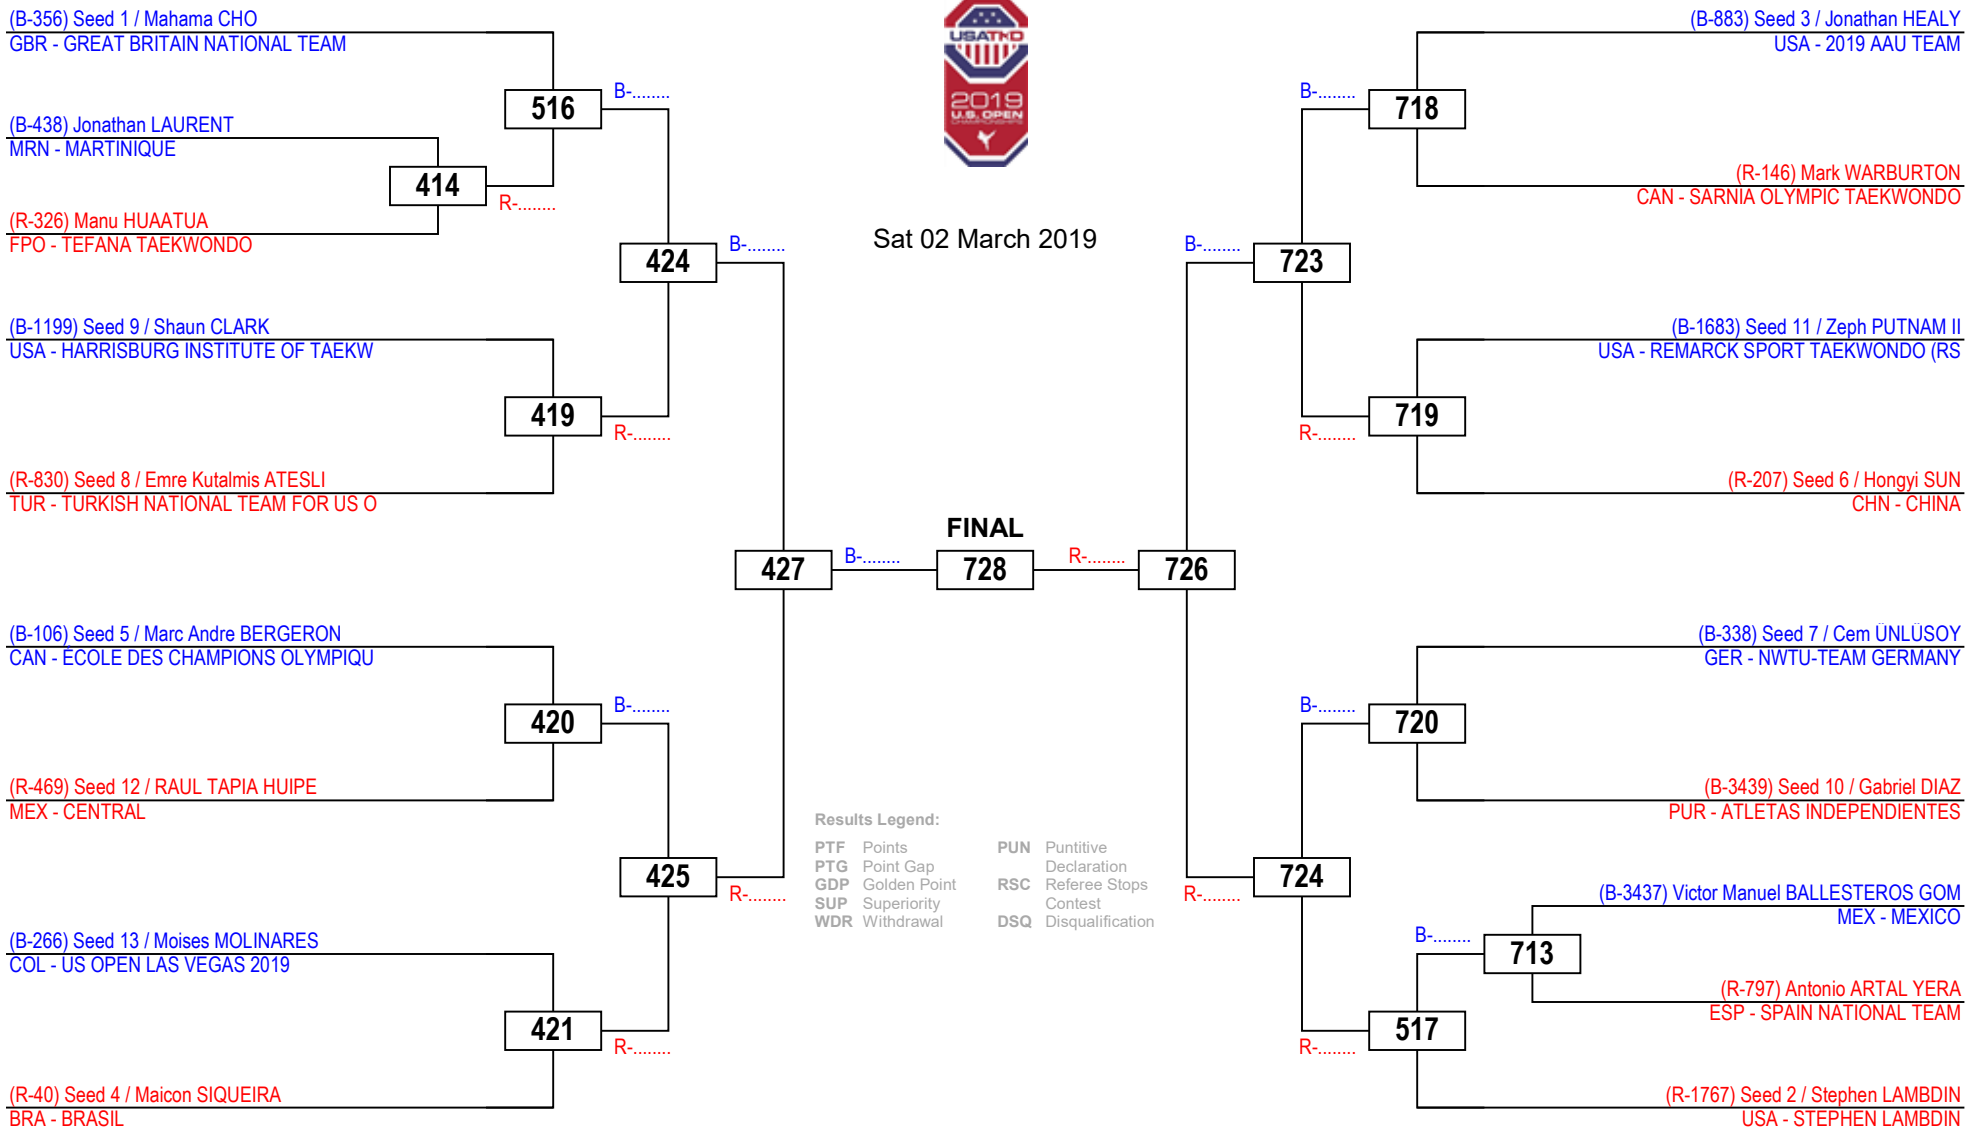 (B-356) Seed 1 / Mahama CHO
GBR - GREAT BRITAIN NATIONAL TEAM
(B-438) Jonathan LAURENT
MRN - MARTINIQUE
(R-326) Manu HUAATUA
FPO - TEFANA TAEKWONDO
(B-1199) Seed 9 / Shaun CLARK
USA - HARRISBURG INSTITUTE OF TAEKW
(R-830) Seed 8 / Emre Kutalmis ATESLI
TUR - TURKISH NATIONAL TEAM FOR US O
(B-106) Seed 5 / Marc Andre BERGERON
CAN - ÉCOLE DES CHAMPIONS OLYMPIQU
(R-469) Seed 12 / RAUL TAPIA HUIPE
MEX - CENTRAL
(B-266) Seed 13 / Moises MOLINARES
COL - US OPEN LAS VEGAS 2019
(R-40) Seed 4 / Maicon SIQUEIRA
BRA - BRASIL
414
R-........
516
B-........
419
R-........
420
B-........
421
R-........
424
B-........
425
R-........
427
B-........
USATKD
2019
U.S. OPEN
CHAMPIONSHIPS
Sat 02 March 2019
FINAL
728
Results Legend:
PTF Points
PTG Point Gap
GDP Golden Point
SUP Superiority
WDR Withdrawal
PUN Puntitive
Declaration
RSC Referee Stops
Contest
DSQ Disqualification
R-........
726
B-........
723
R-........
724
B-........
718
R-........
719
B-........
720
R-........
517
B-........
713
(B-883) Seed 3 / Jonathan HEALY
USA - 2019 AAU TEAM
(R-146) Mark WARBURTON
CAN - SARNIA OLYMPIC TAEKWONDO
(B-1683) Seed 11 / Zeph PUTNAM II
USA - REMARCK SPORT TAEKWONDO (RS
(R-207) Seed 6 / Hongyi SUN
CHN - CHINA
(B-338) Seed 7 / Cem ÜNLÜSOY
GER - NWTU-TEAM GERMANY
(B-3439) Seed 10 / Gabriel DIAZ
PUR - ATLETAS INDEPENDIENTES
(B-3437) Victor Manuel BALLESTEROS GOM
MEX - MEXICO
(R-797) Antonio ARTAL YERA
ESP - SPAIN NATIONAL TEAM
(R-1767) Seed 2 / Stephen LAMBDIN
USA - STEPHEN LAMBDIN